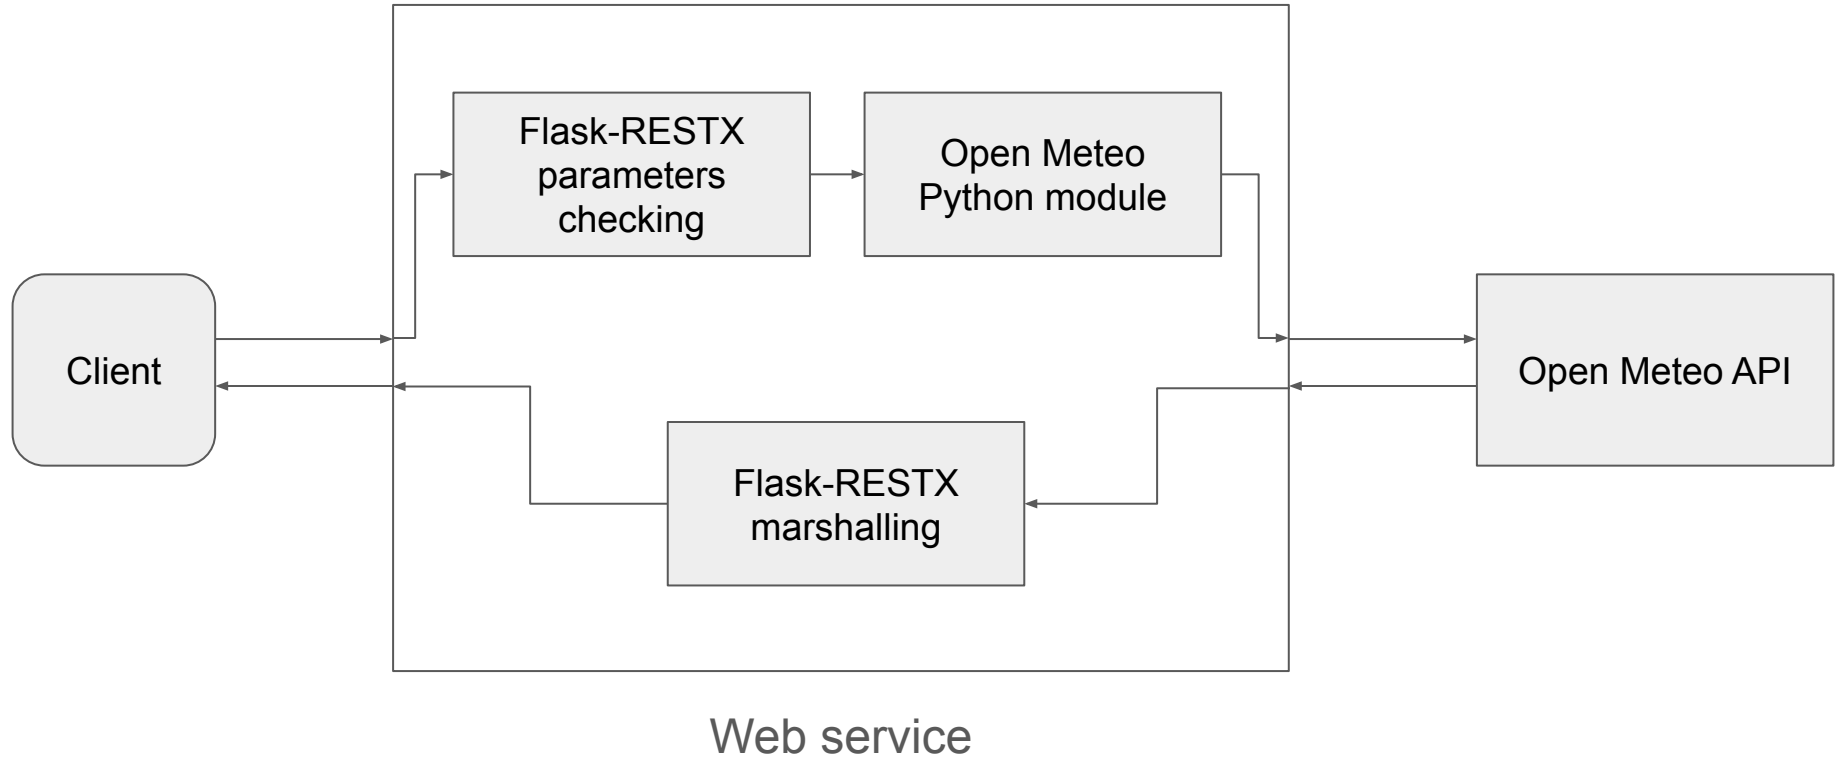 Flask-RESTX
parameters
checking
Open Meteo
Python module
Client
Open Meteo API
Flask-RESTX
marshalling
Web service